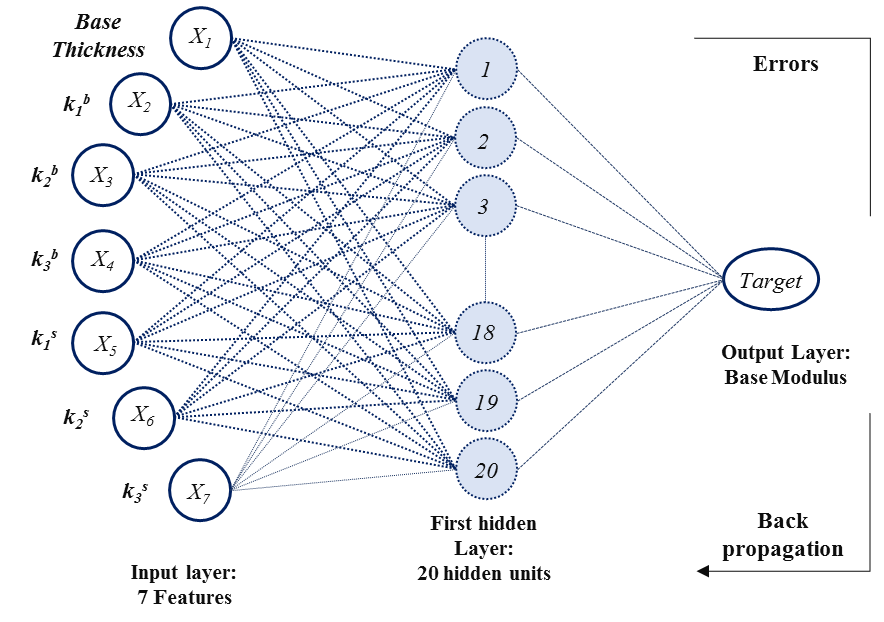 Base
Thickness
X₁
k₁ᵇ
X₂
k₂ᵇ
X₃
k₃ᵇ
X₄
k₁ˢ
X₅
k₂ˢ
X₆
k₃ˢ
X₇
Input layer:
7 Features
1
2
3
18
19
20
First hidden
Layer:
20 hidden units
Target
Output Layer:
Base Modulus
Errors
Back
propagation